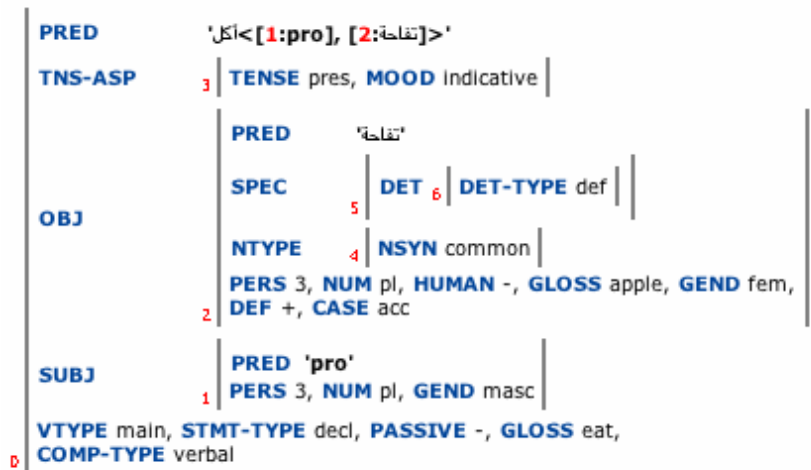 PRED 'أكل<[1:pro], [2:تفاحة]>'
TNS-ASP 3 TENSE pres, MOOD indicative
PRED 'تفاحة'
SPEC 5 DET 6 DET-TYPE def
OBJ
NTYPE 4 NSYN common
PERS 3, NUM pl, HUMAN -, GLOSS apple, GEND fem,
2 DEF +, CASE acc
PRED 'pro'
SUBJ
1 PERS 3, NUM pl, GEND masc
VTYPE main, STMT-TYPE decl, PASSIVE -, GLOSS eat,
0 COMP-TYPE verbal